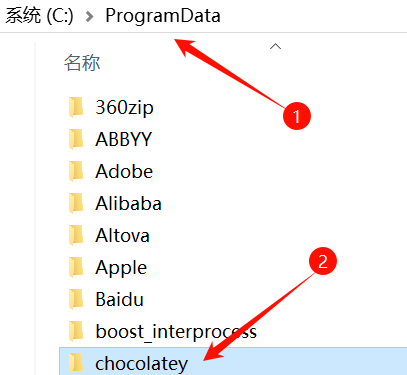 系统 (C:) > ProgramData
名称
360zip
1
ABBYY
Adobe
Alibaba
Altova
Apple
2
Baidu
boost_interprocess
chocolatey